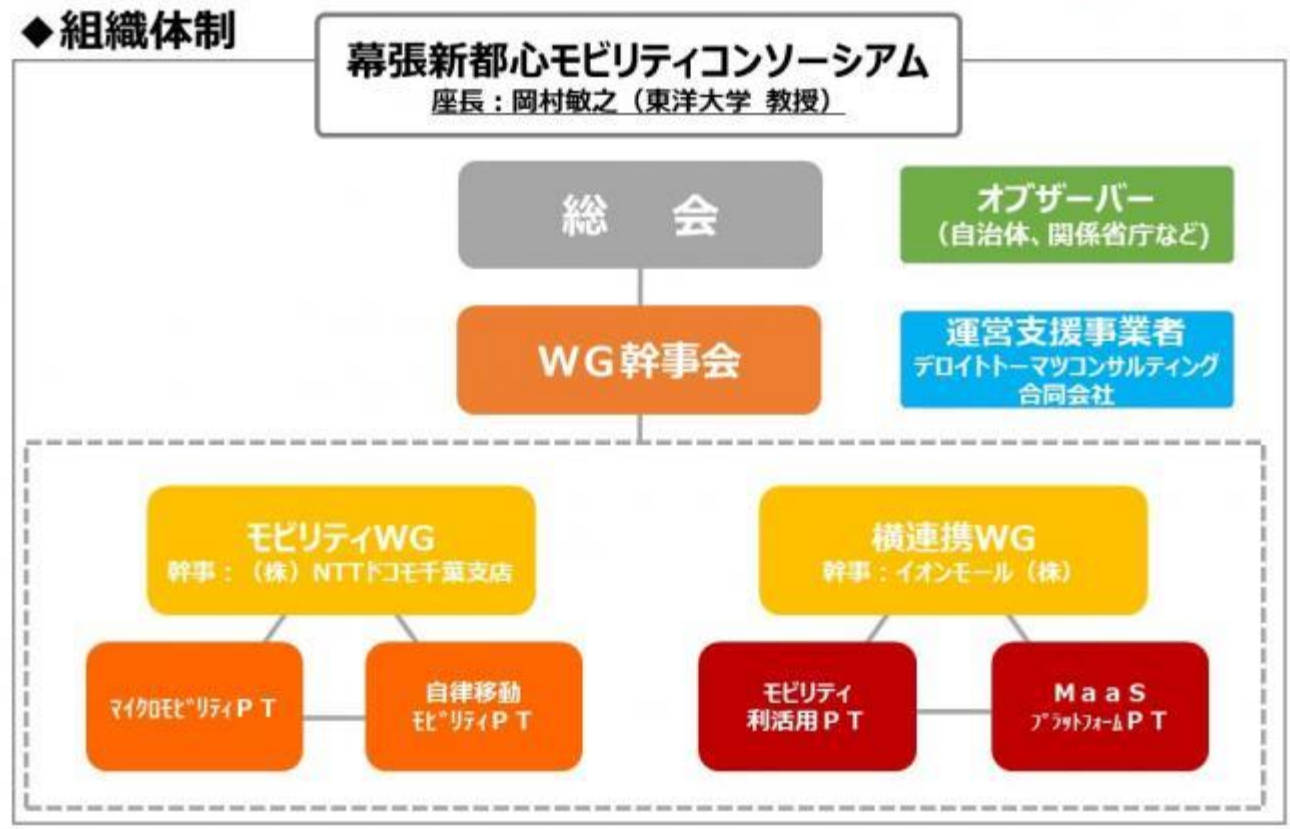 ◆組織体制
幕張新都心モビリティコンソーシアム
座長：岡村敏之（東洋大学 教授）
総　会
オブザーバー
（自治体、関係省庁など)
WG幹事会
運営支援事業者
デロイトトーマツコンサルティング
合同会社
モビリティWG
幹事：（株）NTTドコモ千葉支店
横連携WG
幹事：イオンモール（株）
ﾏｲｸﾛﾓﾋﾞﾘﾃｨＰＴ
自律移動
ﾓﾋﾞﾘﾃｨＰＴ
モビリティ
利活用ＰＴ
ＭａａＳ
ﾌﾟﾗｯﾄﾌｫｰﾑＰＴ